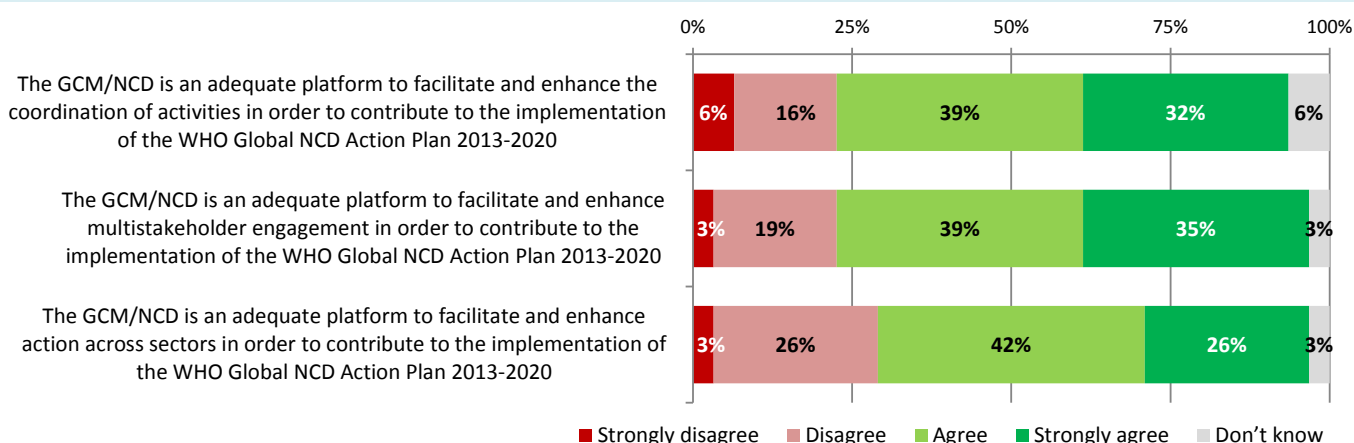 0% 25% 50% 75% 100%
The GCM/NCD is an adequate platform to facilitate and enhance the
coordination of activities in order to contribute to the implementation
of the WHO Global NCD Action Plan 2013-2020
6% 16% 39% 32% 6%
The GCM/NCD is an adequate platform to facilitate and enhance
multistakeholder engagement in order to contribute to the
implementation of the WHO Global NCD Action Plan 2013-2020
3% 19% 39% 35% 3%
The GCM/NCD is an adequate platform to facilitate and enhance
action across sectors in order to contribute to the implementation of
the WHO Global NCD Action Plan 2013-2020
3% 26% 42% 26% 3%
Strongly disagree Disagree Agree Strongly agree Don't know